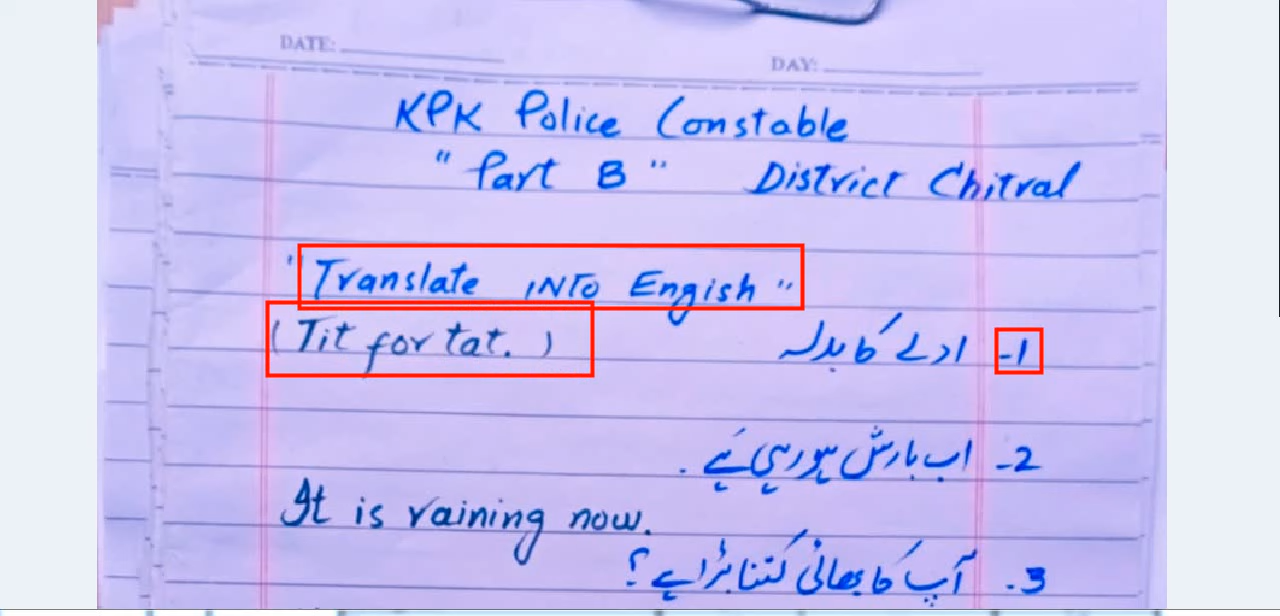 DATE:
DAY:
KPK Police Constable
"Part B" District Chitral
"Translate INTO Engish"
1- ادلے کا بدلہ (Tit for tat.)
2- اب بارش ہو رہی ہے .
It is raining now.
3. آپ کا بھائی کتنا بڑا ہے ؟